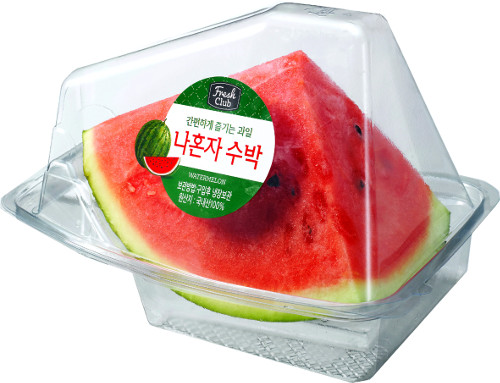 Fresh
Club
간편하게 즐기는 과일
나혼자 수박
WATERMELON
보관방법:구입후 냉장보관
원산지 : 국내산100%